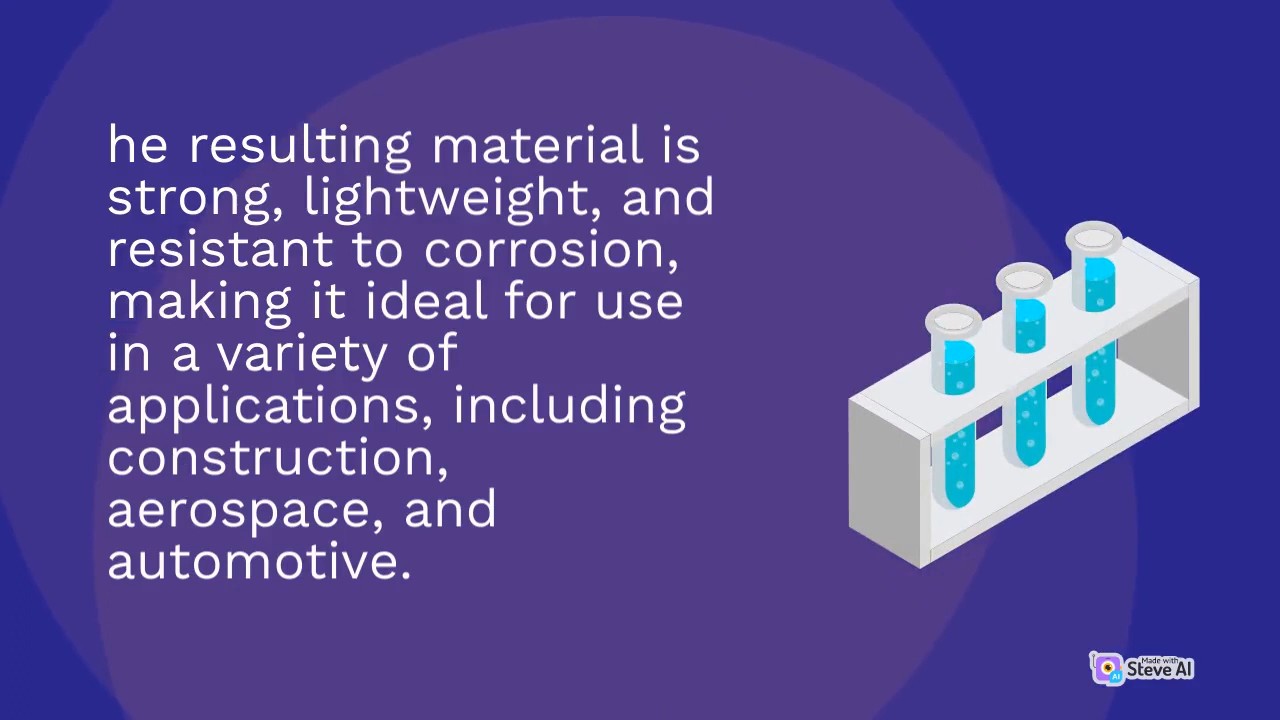 he resulting material is
strong, lightweight, and
resistant to corrosion,
making it ideal for use
in a variety of
applications, including
construction,
aerospace, and
automotive.
Made with
Steve AI
AI